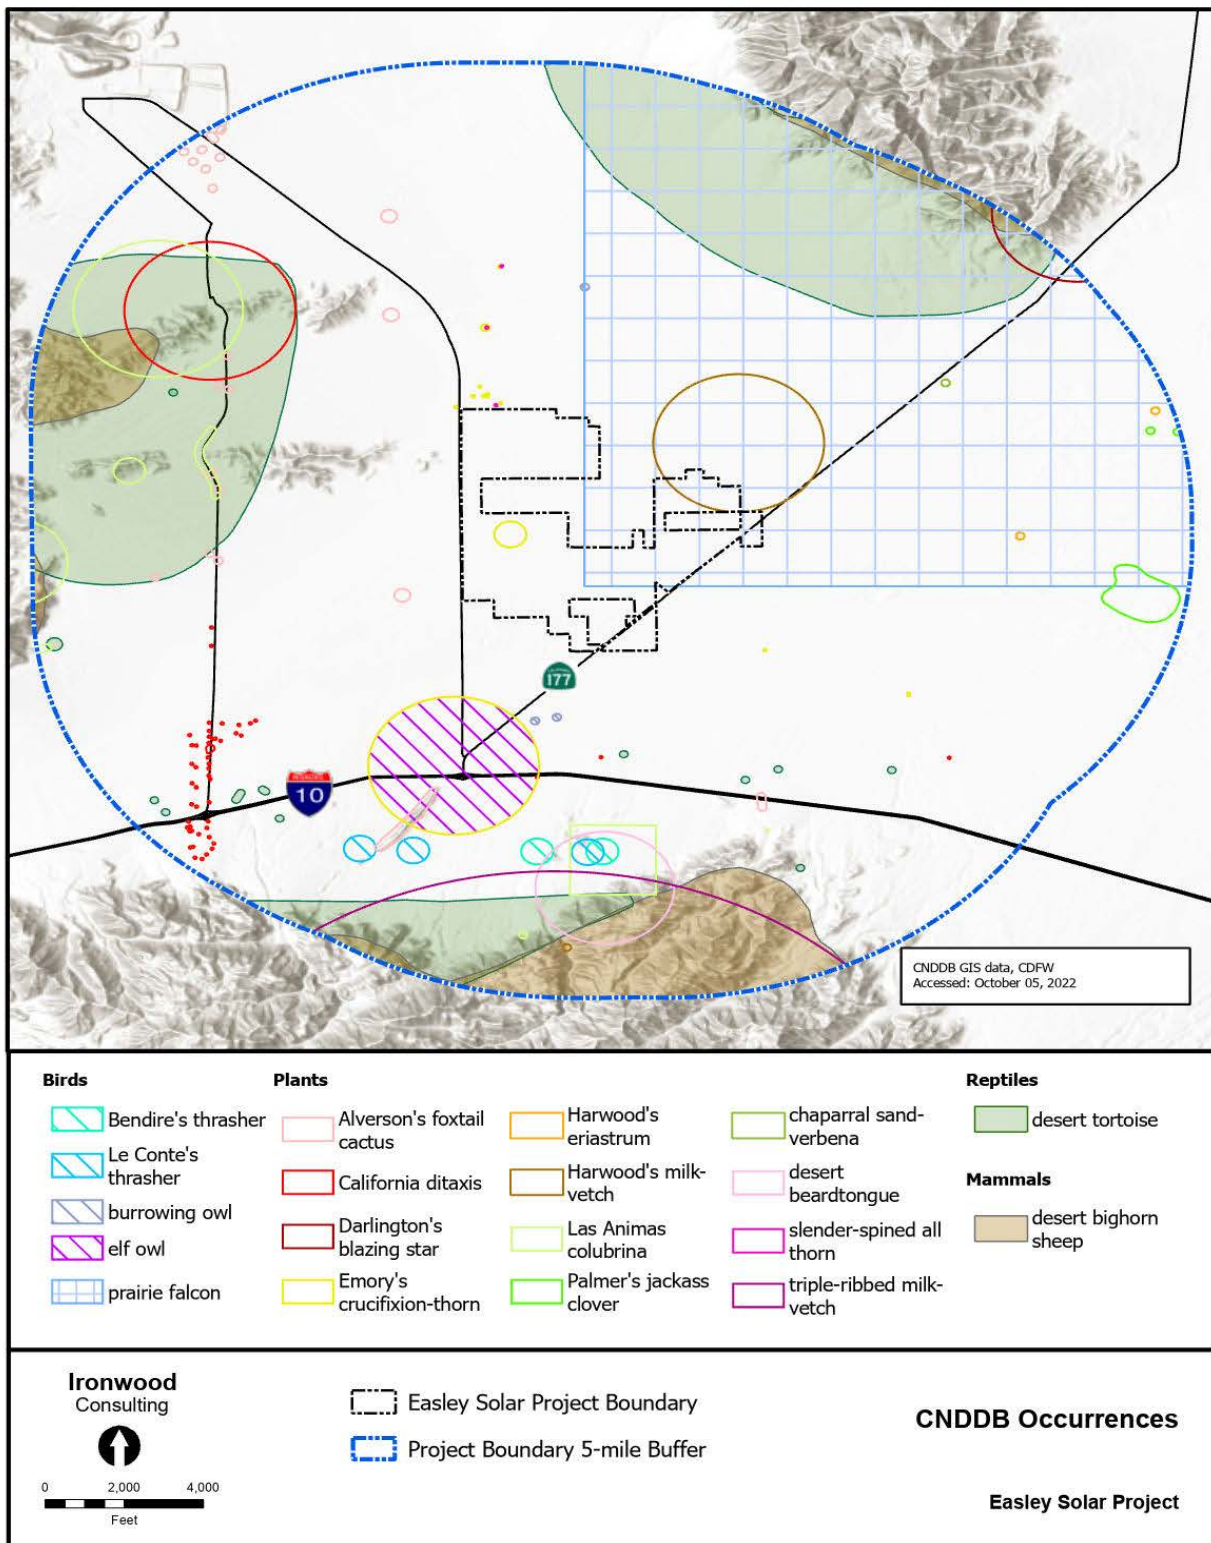 CALIFORNIA
177
INTERSTATE
10
CNDDB GIS data, CDFW
Accessed: October 05, 2022
Birds
Bendire's thrasher
Le Conte's
thrasher
burrowing owl
elf owl
prairie falcon
Plants
Alverson's foxtail
cactus
California ditaxis
Darlington's
blazing star
Emory's
crucifixion-thorn
Harwood's
eriastrum
Harwood's milk-
vetch
Las Animas
colubrina
Palmer's jackass
clover
chaparral sand-
verbena
desert
beardtongue
slender-spined all
thorn
triple-ribbed milk-
vetch
Reptiles
desert tortoise
Mammals
desert bighorn
sheep
Ironwood
Consulting
0 2,000 4,000
Feet
Easley Solar Project Boundary
Project Boundary 5-mile Buffer
CNDDB Occurrences
Easley Solar Project